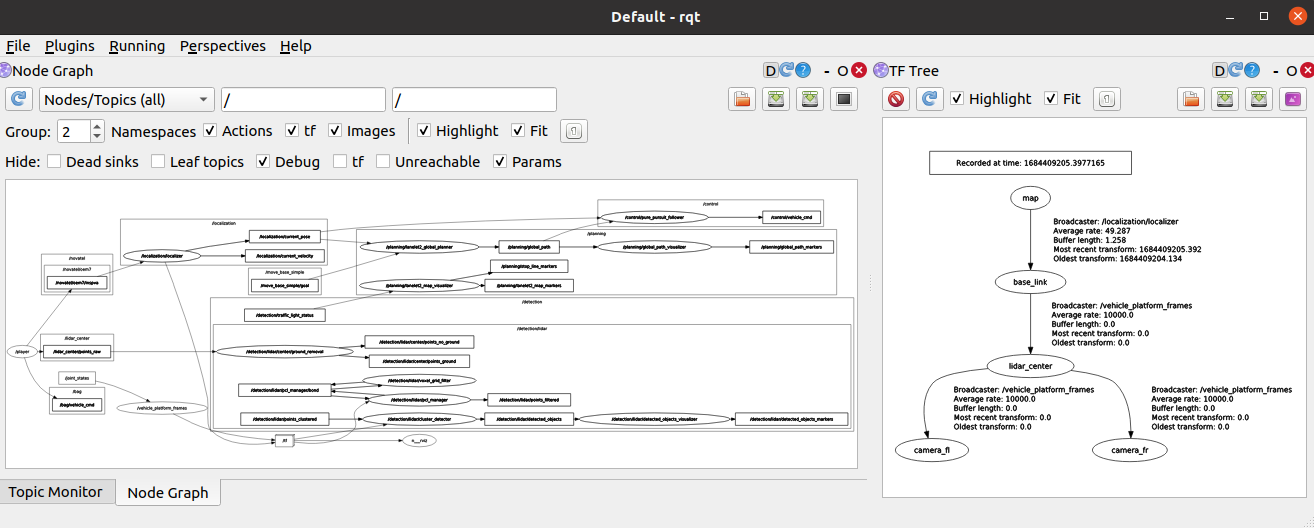 Default - rqt
File Plugins Running Perspectives Help
Node Graph
D ? - O
Nodes/Topics (all) / /
Group: 2 Namespaces Actions tf Images Highlight Fit
Hide: Dead sinks Leaf topics Debug tf Unreachable Params
/control
/control/pure_pursuit_follower /control/vehicle_cmd
/localization
/localization/localizer
/localization/current_pose
/localization/current_velocity
/planning
/planning/lanelet2_global_planner /planning/global_path /planning/global_path_visualizer /planning/global_path_markers
/planning/stop_line_markers
/planning/lanelet2_map_visualizer /planning/lanelet2_map_markers
/novatel
/novatel/oem7
/novatel/oem7/inspva
/move_base_simple
/move_base_simple/goal
/detection
/detection/traffic_light_status
/detection/lidar
/player
/lidar_center
/lidar_center/points_raw
/detection/lidar/center/ground_removal
/detection/lidar/center/points_no_ground
/detection/lidar/center/points_ground
/joint_states
/bag
/bag/vehicle_cmd
/vehicle_platform_frames
/detection/lidar/pcl_manager/bond
/detection/lidar/voxel_grid_filter
/detection/lidar/pcl_manager /detection/lidar/points_filtered
/detection/lidar/points_clustered /detection/lidar/cluster_detector /detection/lidar/detected_objects /detection/lidar/detected_objects_visualizer /detection/lidar/detected_objects_markers
/tf
n__rviz
Topic Monitor Node Graph
TF Tree
D ? - O
Highlight Fit
Recorded at time: 1684409205.3977165
map
Broadcaster: /localization/localizer
Average rate: 49.287
Buffer length: 1.258
Most recent transform: 1684409205.392
Oldest transform: 1684409204.134
base_link
Broadcaster: /vehicle_platform_frames
Average rate: 10000.0
Buffer length: 0.0
Most recent transform: 0.0
Oldest transform: 0.0
lidar_center
Broadcaster: /vehicle_platform_frames
Average rate: 10000.0
Buffer length: 0.0
Most recent transform: 0.0
Oldest transform: 0.0
Broadcaster: /vehicle_platform_frames
Average rate: 10000.0
Buffer length: 0.0
Most recent transform: 0.0
Oldest transform: 0.0
camera_fl
camera_fr